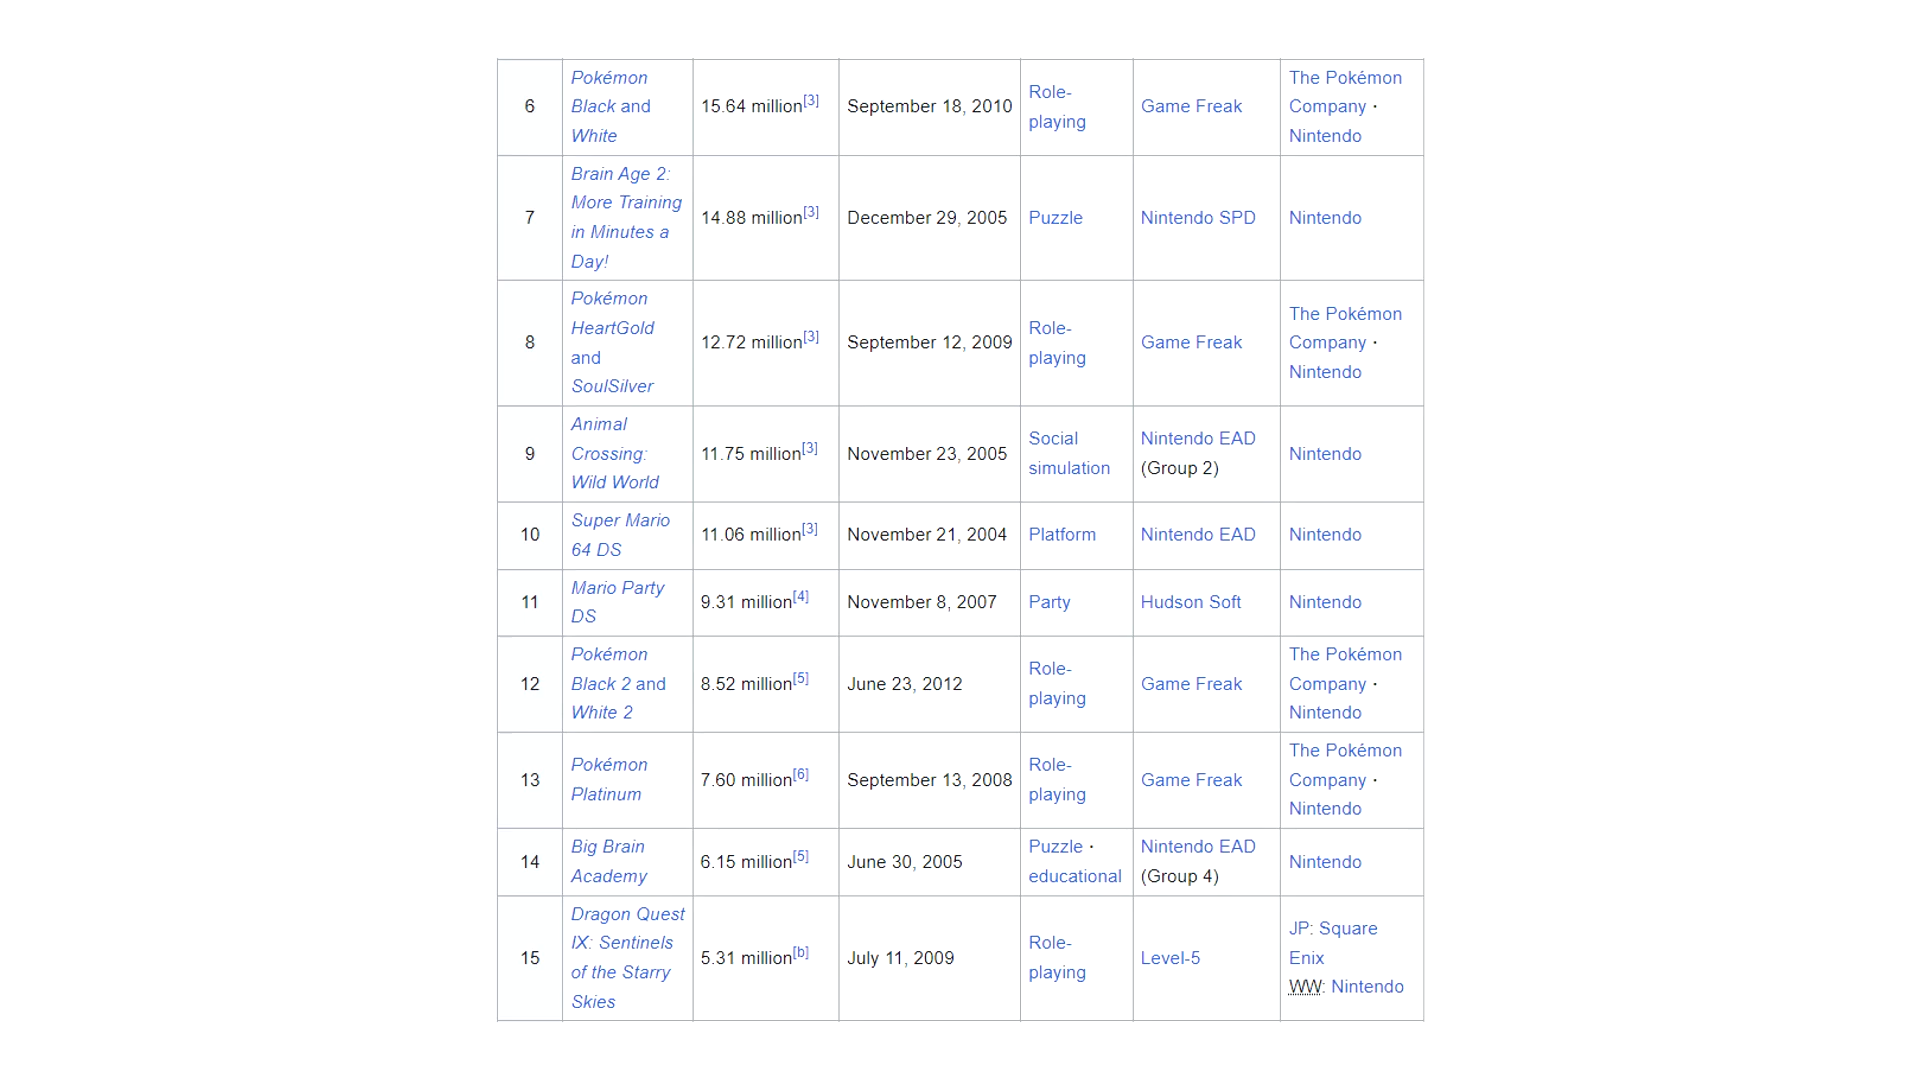 6
Pokémon
Black and
White
15.64 million[3]
September 18, 2010
Role-
playing
Game Freak
The Pokémon
Company ·
Nintendo
7
Brain Age 2:
More Training
in Minutes a
Day!
14.88 million[3]
December 29, 2005
Puzzle
Nintendo SPD
Nintendo
8
Pokémon
HeartGold
and
SoulSilver
12.72 million[3]
September 12, 2009
Role-
playing
Game Freak
The Pokémon
Company ·
Nintendo
9
Animal
Crossing:
Wild World
11.75 million[3]
November 23, 2005
Social
simulation
Nintendo EAD
(Group 2)
Nintendo
10
Super Mario
64 DS
11.06 million[3]
November 21, 2004
Platform
Nintendo EAD
Nintendo
11
Mario Party
DS
9.31 million[4]
November 8, 2007
Party
Hudson Soft
Nintendo
12
Pokémon
Black 2 and
White 2
8.52 million[5]
June 23, 2012
Role-
playing
Game Freak
The Pokémon
Company ·
Nintendo
13
Pokémon
Platinum
7.60 million[6]
September 13, 2008
Role-
playing
Game Freak
The Pokémon
Company ·
Nintendo
14
Big Brain
Academy
6.15 million[5]
June 30, 2005
Puzzle ·
educational
Nintendo EAD
(Group 4)
Nintendo
15
Dragon Quest
IX: Sentinels
of the Starry
Skies
5.31 million[b]
July 11, 2009
Role-
playing
Level-5
JP: Square
Enix
WW: Nintendo